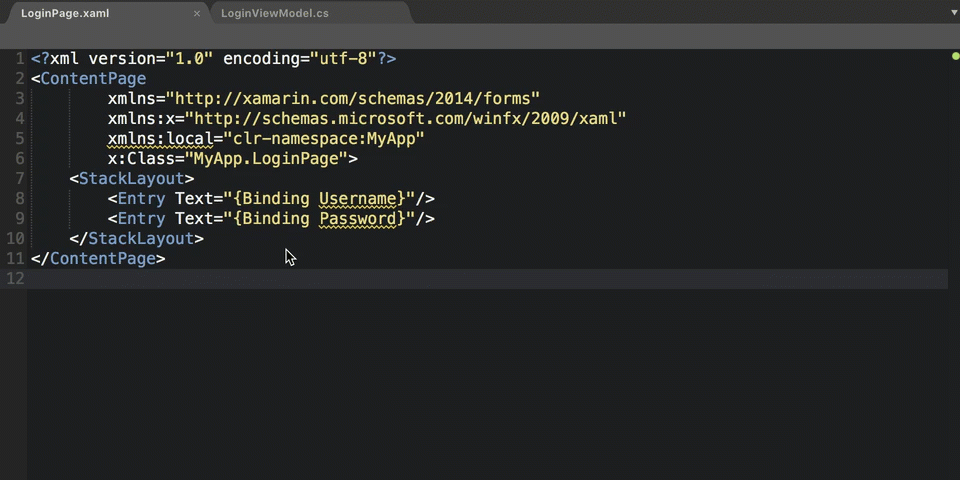 LoginPage.xaml × LoginViewModel.cs
1 <?xml version="1.0" encoding="utf-8"?>
2 <ContentPage
3 xmlns="http://xamarin.com/schemas/2014/forms"
4 xmlns:x="http://schemas.microsoft.com/winfx/2009/xaml"
5 xmlns:local="clr-namespace:MyApp"
6 x:Class="MyApp.LoginPage">
7 <StackLayout>
8 <Entry Text="{Binding Username}"/>
9 <Entry Text="{Binding Password}"/>
10 </StackLayout>
11 </ContentPage>
12